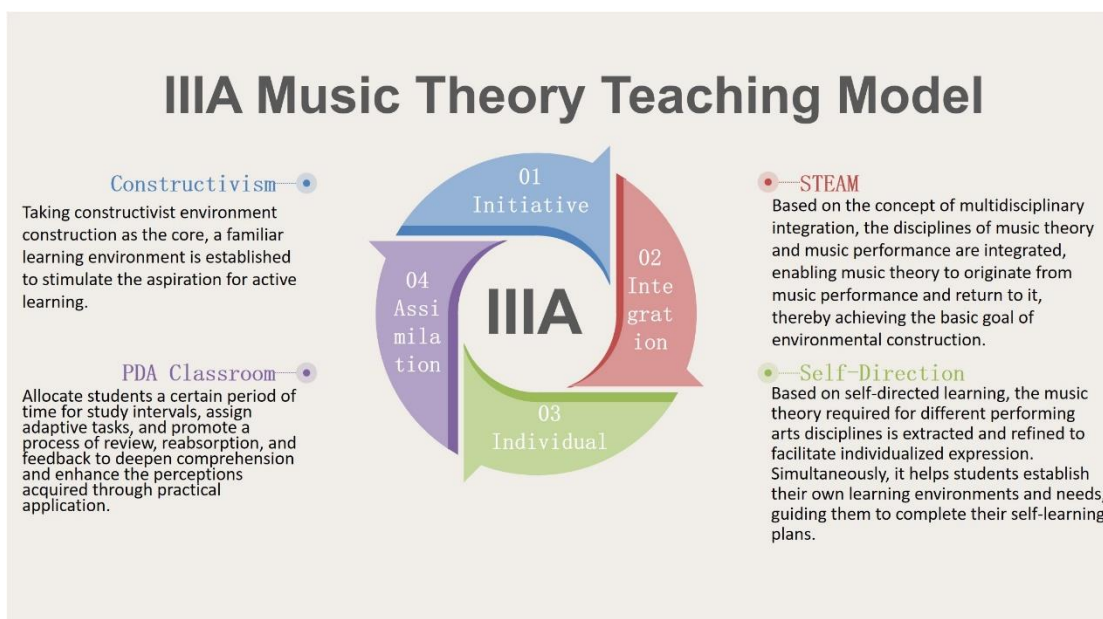 IIIA Music Theory Teaching Model
Constructivism
Taking constructivist environment
construction as the core, a familiar
learning environment is established
to stimulate the aspiration for active
learning.
PDA Classroom
Allocate students a certain period of
time for study intervals, assign
adaptive tasks, and promote a
process of review, reabsorption, and
feedback to deepen comprehension
and enhance the perceptions
acquired through practical
application.
01
Initiative
02
Inte
grat
ion
03
Individual
04
Assi
mila
tion
IIIA
STEAM
Based on the concept of multidisciplinary
integration, the disciplines of music theory
and music performance are integrated,
enabling music theory to originate from
music performance and return to it,
thereby achieving the basic goal of
environmental construction.
Self-Direction
Based on self-directed learning, the music
theory required for different performing
arts disciplines is extracted and refined to
facilitate individualized expression.
Simultaneously, it helps students establish
their own learning environments and needs,
guiding them to complete their self-learning
plans.